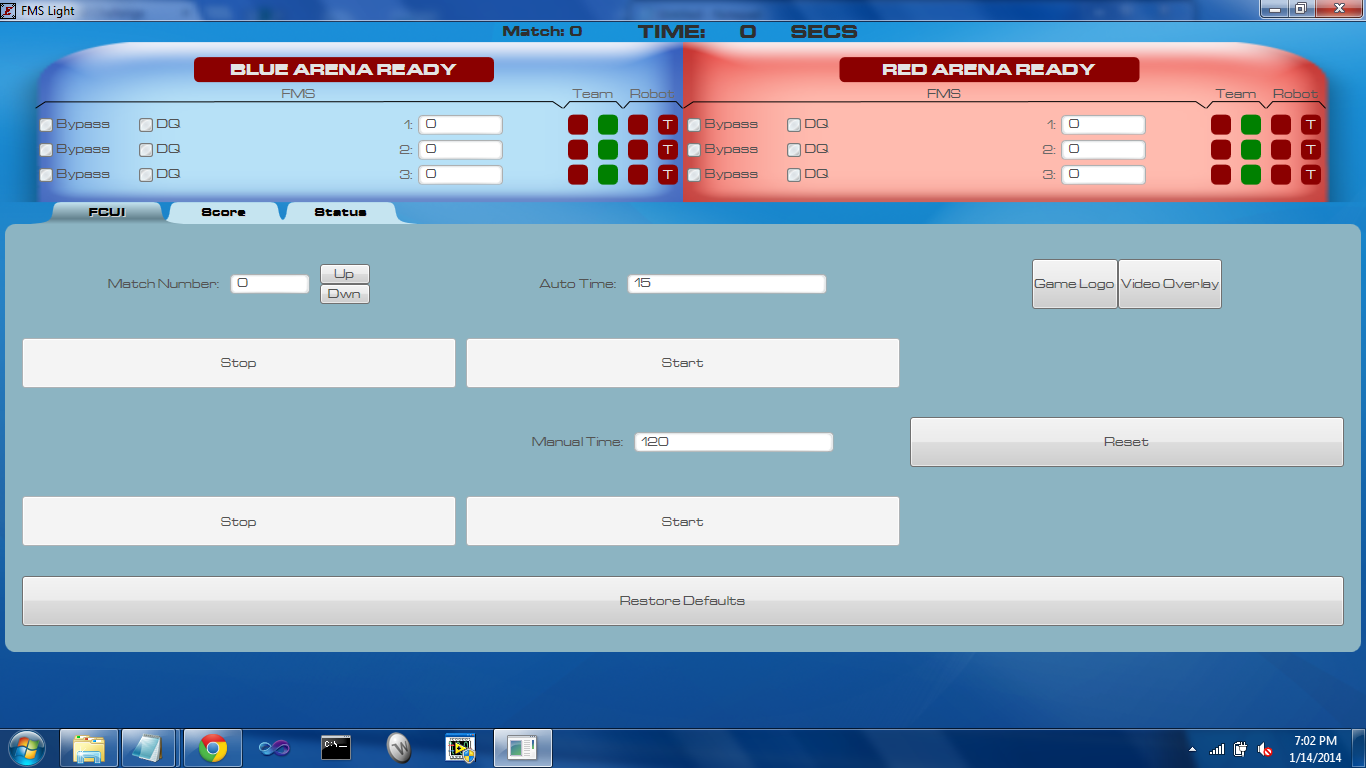 FMS Light
Match: 0 TIME: 0 SECS
BLUE ARENA READY RED ARENA READY
FMS Team Robot FMS Team Robot
Bypass DQ 1: 0 T Bypass DQ 1: 0 T
Bypass DQ 2: 0 T Bypass DQ 2: 0 T
Bypass DQ 3: 0 T Bypass DQ 3: 0 T
FCUI Score Status
Match Number: 0 Up Auto Time: 15 Game Logo Video Overlay
Dwn
Stop Start
Manual Time: 120 Reset
Stop Start
Restore Defaults
C:\
W
7:02 PM
1/14/2014